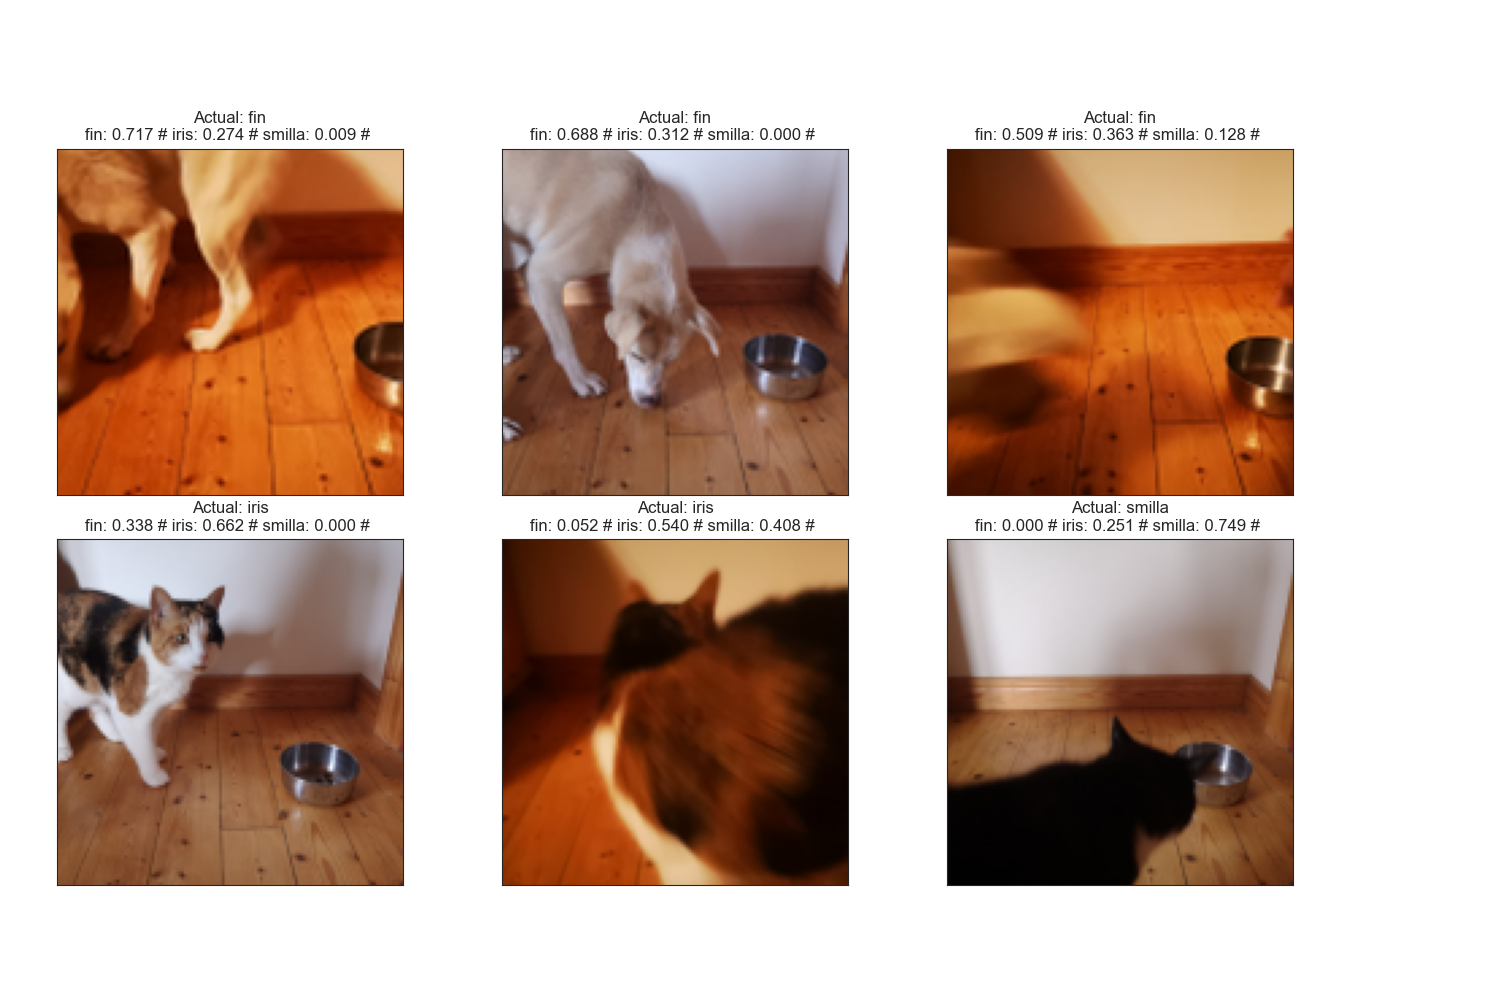 Actual: fin
fin: 0.717 # iris: 0.274 # smilla: 0.009 #
Actual: fin
fin: 0.688 # iris: 0.312 # smilla: 0.000 #
Actual: fin
fin: 0.509 # iris: 0.363 # smilla: 0.128 #
Actual: iris
fin: 0.338 # iris: 0.662 # smilla: 0.000 #
Actual: iris
fin: 0.052 # iris: 0.540 # smilla: 0.408 #
Actual: smilla
fin: 0.000 # iris: 0.251 # smilla: 0.749 #